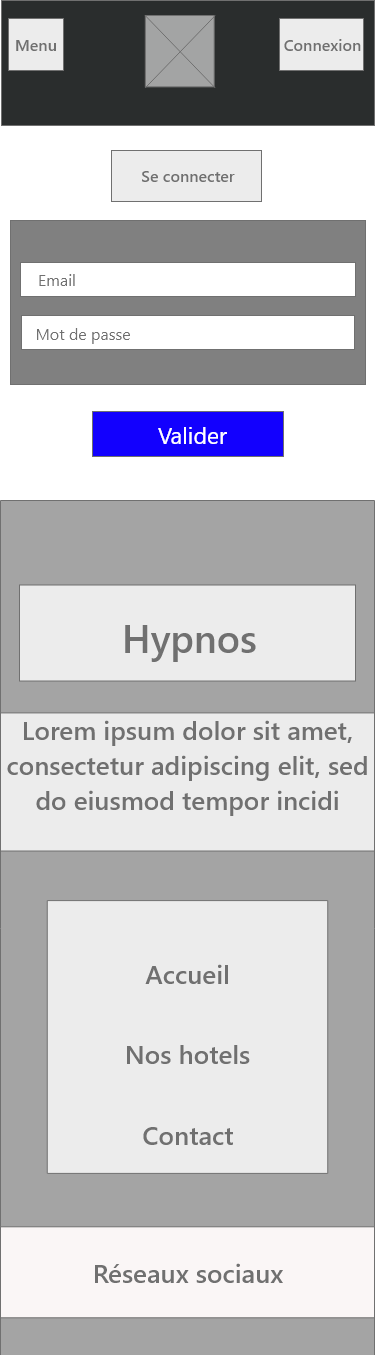 Menu
Connexion
Se connecter
Email
Mot de passe
Valider
Hypnos
Lorem ipsum dolor sit amet,
consectetur adipiscing elit, sed
do eiusmod tempor incidi
Accueil
Nos hotels
Contact
Réseaux sociaux